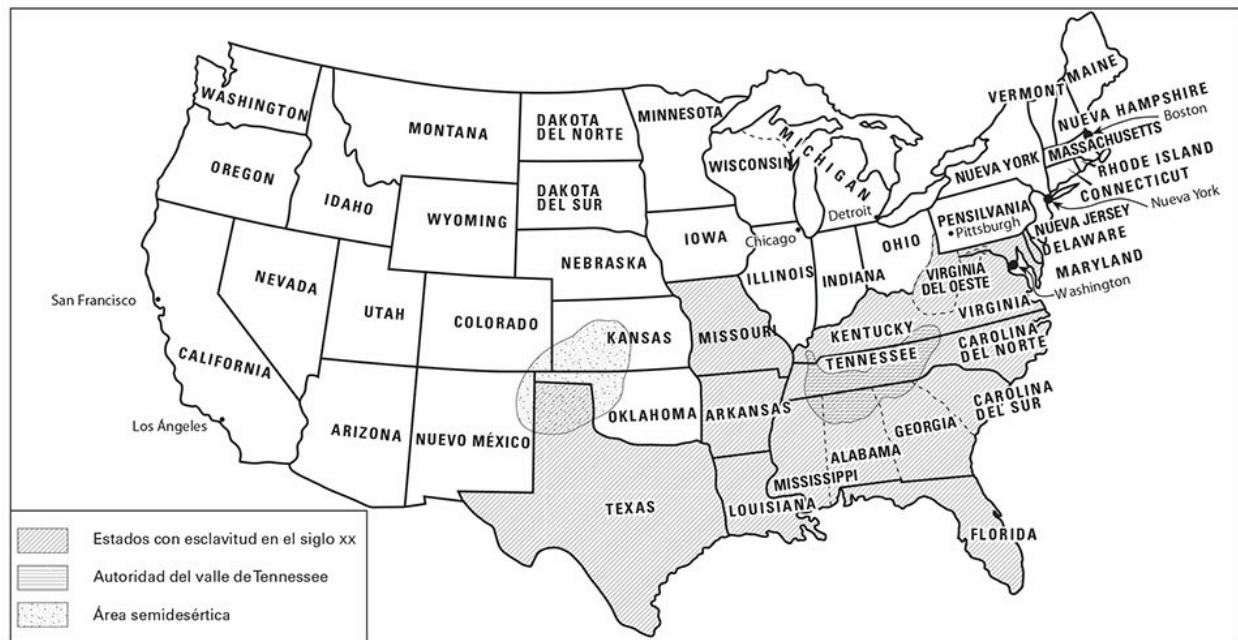 WASHINGTON
OREGON
IDAHO
MONTANA
WYOMING
NEVADA
UTAH
COLORADO
CALIFORNIA
ARIZONA
NUEVO MÉXICO
San Francisco
Los Ángeles
DAKOTA
DEL NORTE
DAKOTA
DEL SUR
NEBRASKA
KANSAS
OKLAHOMA
TEXAS
MINNESOTA
IOWA
MISSOURI
ARKANSAS
LOUISIANA
WISCONSIN
MICHIGAN
Detroit
Chicago
ILLINOIS
INDIANA
OHIO
KENTUCKY
TENNESSEE
MISSISSIPPI
ALABAMA
GEORGIA
FLORIDA
CAROLINA
DEL SUR
CAROLINA
DEL NORTE
VIRGINIA
VIRGINIA
DEL OESTE
PENSILVANIA
Pittsburgh
NUEVA YORK
VERMONT
MAINE
NUEVA HAMPSHIRE
Boston
MASSACHUSETTS
RHODE ISLAND
CONNECTICUT
Nueva York
NUEVA JERSEY
DELAWARE
MARYLAND
Washington
Estados con esclavitud en el siglo XX
Autoridad del valle de Tennessee
Área semidesértica